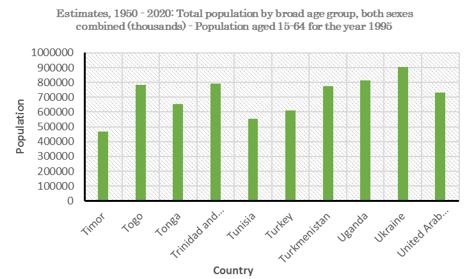 Estimates, 1950 - 2020: Total population by broad age group, both sexes
combined (thousands) - Population aged 15-64 for the year 1995
1000000
900000
800000
700000
600000
500000
400000
300000
200000
100000
0
Population
Timor
Togo
Tonga
Trinidad and...
Tunisia
Turkey
Turkmenistan
Uganda
Ukraine
United Arab...
Country